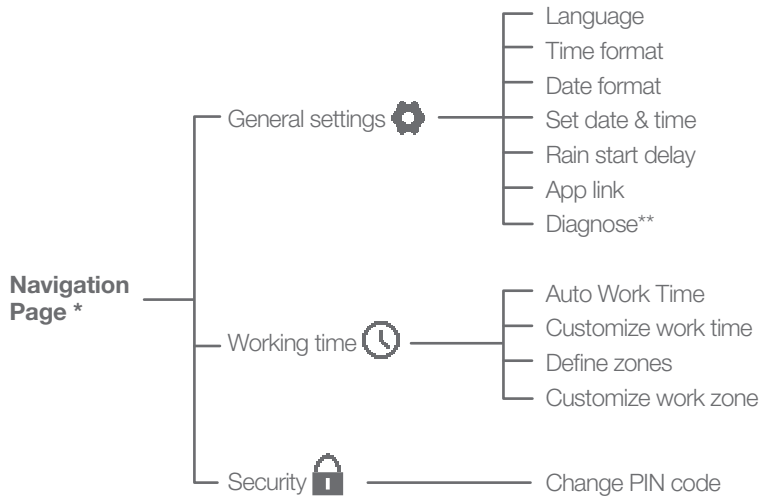 Navigation
Page *
General settings
Language
Time format
Date format
Set date & time
Rain start delay
App link
Diagnose**
Working time
Auto Work Time
Customize work time
Define zones
Customize work zone
Security
Change PIN code